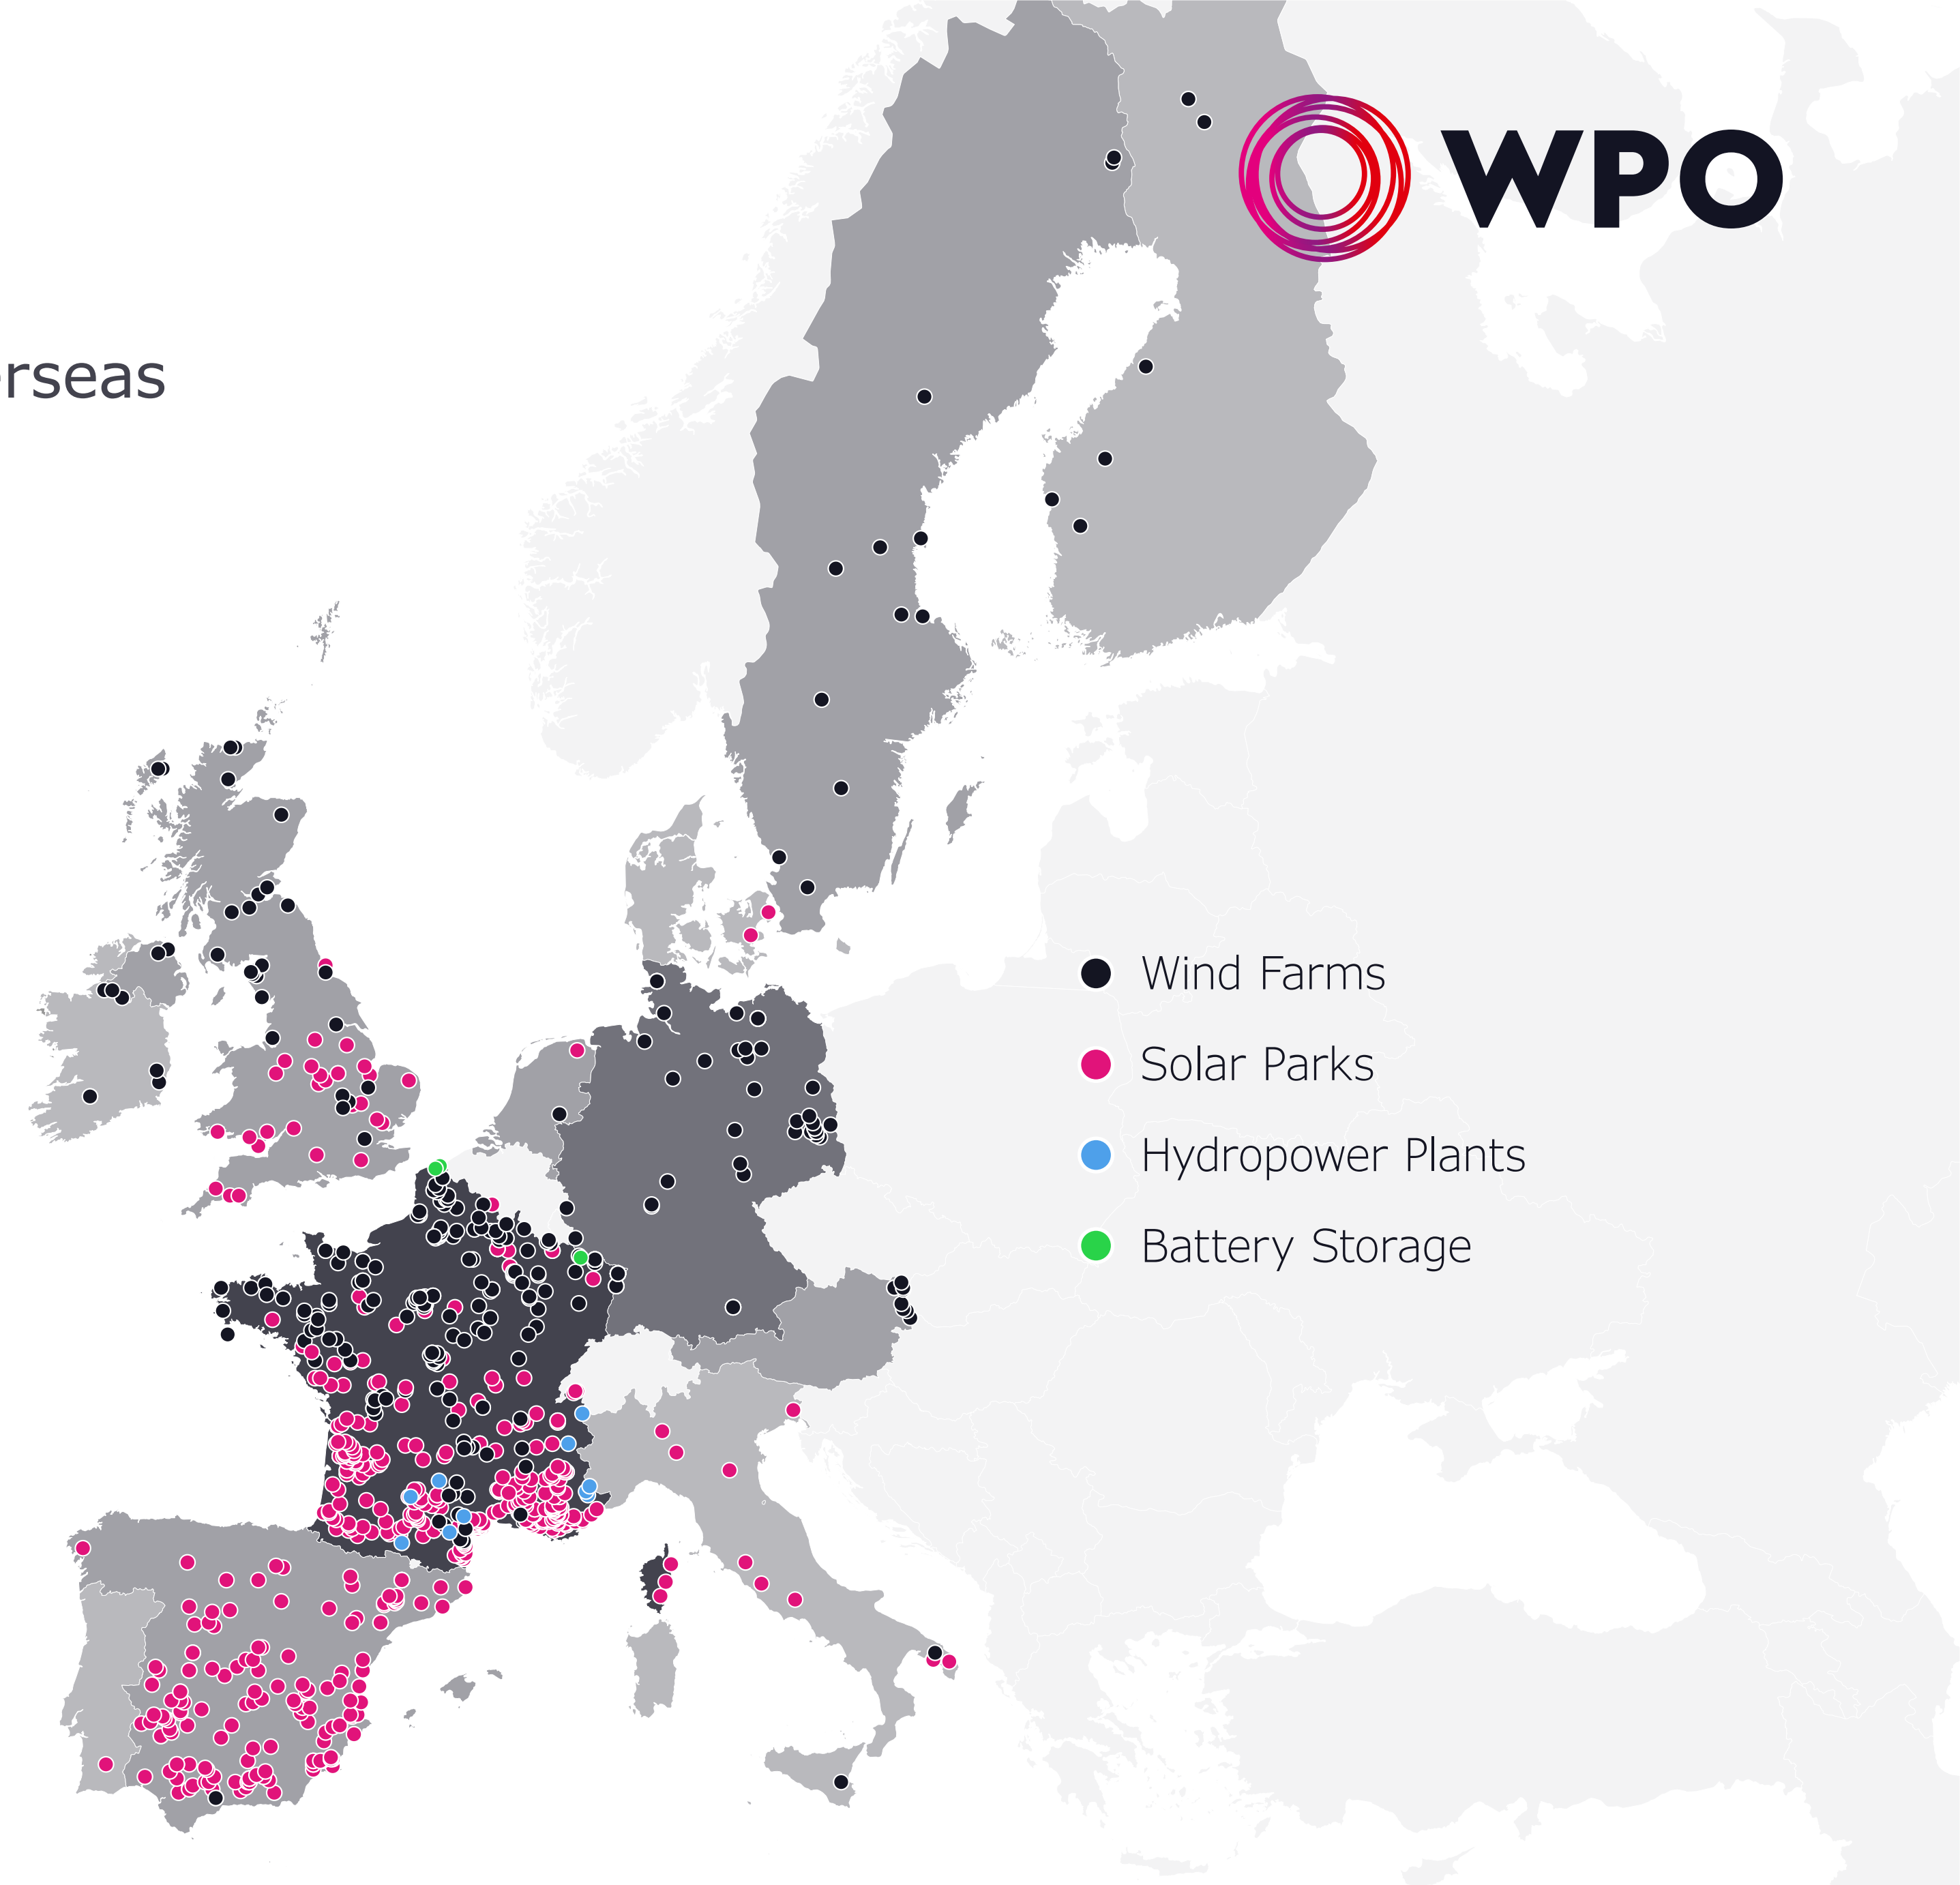 WPO
rseas
Wind Farms
Solar Parks
Hydropower Plants
Battery Storage